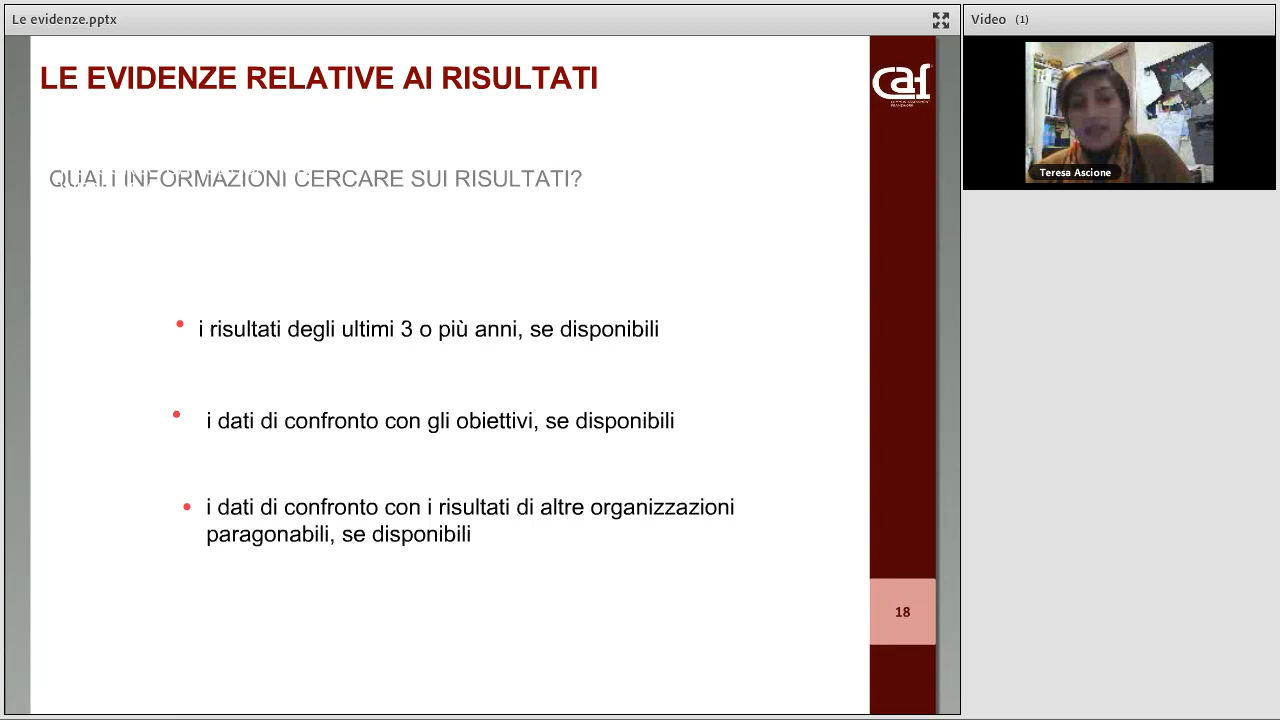 Le evidenze.pptx
Video (1)
LE EVIDENZE RELATIVE AI RISULTATI
caf
QUALI INFORMAZIONI CERCARE SUI RISULTATI?
Teresa Ascione
• i risultati degli ultimi 3 o più anni, se disponibili
• i dati di confronto con gli obiettivi, se disponibili
• i dati di confronto con i risultati di altre organizzazioni
paragonabili, se disponibili
18